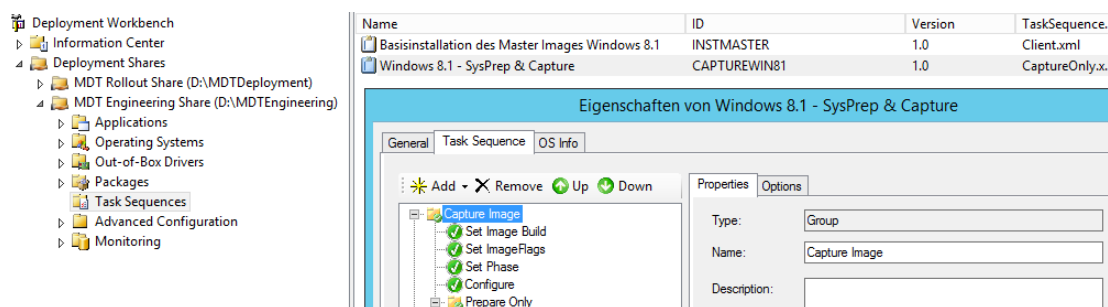 Deployment Workbench
Information Center
Deployment Shares
MDT Rollout Share (D:\MDTDeployment)
MDT Engineering Share (D:\MDTEngineering)
Applications
Operating Systems
Out-of-Box Drivers
Packages
Task Sequences
Advanced Configuration
Monitoring
Name ID Version TaskSequence.
Basisinstallation des Master Images Windows 8.1 INSTMASTER 1.0 Client.xml
Windows 8.1 - SysPrep & Capture CAPTUREWIN81 1.0 CaptureOnly.x.
Eigenschaften von Windows 8.1 - SysPrep & Capture
General Task Sequence OS Info
Add Remove Up Down
Capture Image
Set Image Build
Set ImageFlags
Set Phase
Configure
Prepare Only
Properties Options
Type: Group
Name: Capture Image
Description: